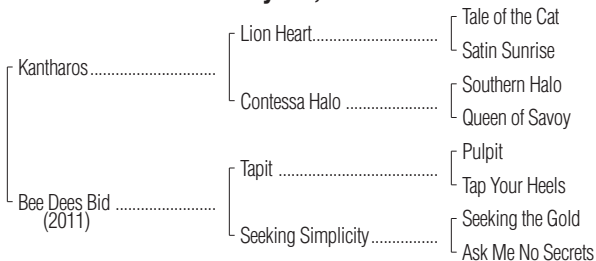 Tale of the Cat
Lion Heart
Satin Sunrise
Kantharos
Southern Halo
Contessa Halo
Queen of Savoy
Pulpit
Tapit
Tap Your Heels
Bee Dees Bid
(2011)
Seeking the Gold
Seeking Simplicity
Ask Me No Secrets